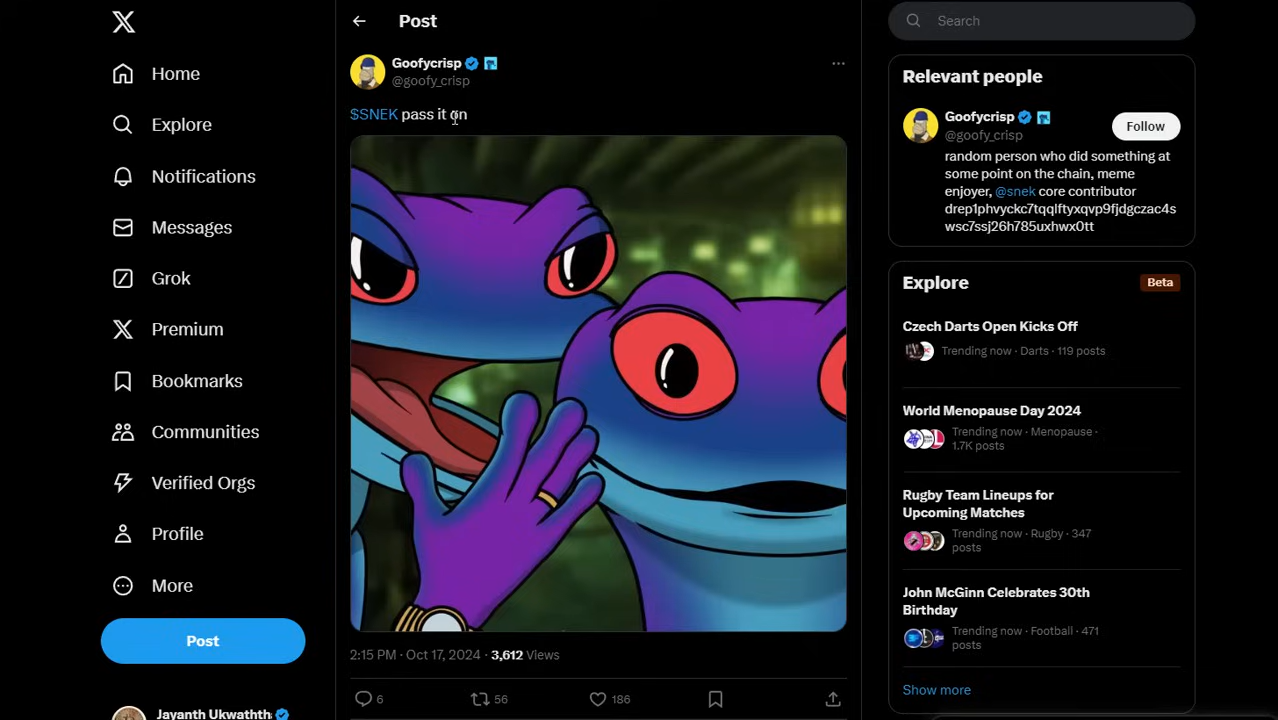 Home
Explore
Notifications
Messages
Grok
Premium
Bookmarks
Communities
Verified Orgs
Profile
More
Post
Jayanth Ukwaththa
Post
Goofycrisp
@goofy_crisp
$SNEK pass it on
2:15 PM · Oct 17, 2024 · 3,612 Views
6 56 186
Search
Relevant people
Goofycrisp
@goofy_crisp
Follow
random person who did something at
some point on the chain, meme
enjoyer, @snek core contributor
drep1phvyckc7tqqlftyxqvp9fjdgczac4s
wsc7ssj26h785uxhwx0tt
Explore
Beta
Czech Darts Open Kicks Off
Trending now · Darts · 119 posts
World Menopause Day 2024
Trending now · Menopause ·
1.7K posts
Rugby Team Lineups for
Upcoming Matches
Trending now · Rugby · 347
posts
John McGinn Celebrates 30th
Birthday
Trending now · Football · 471
posts
Show more